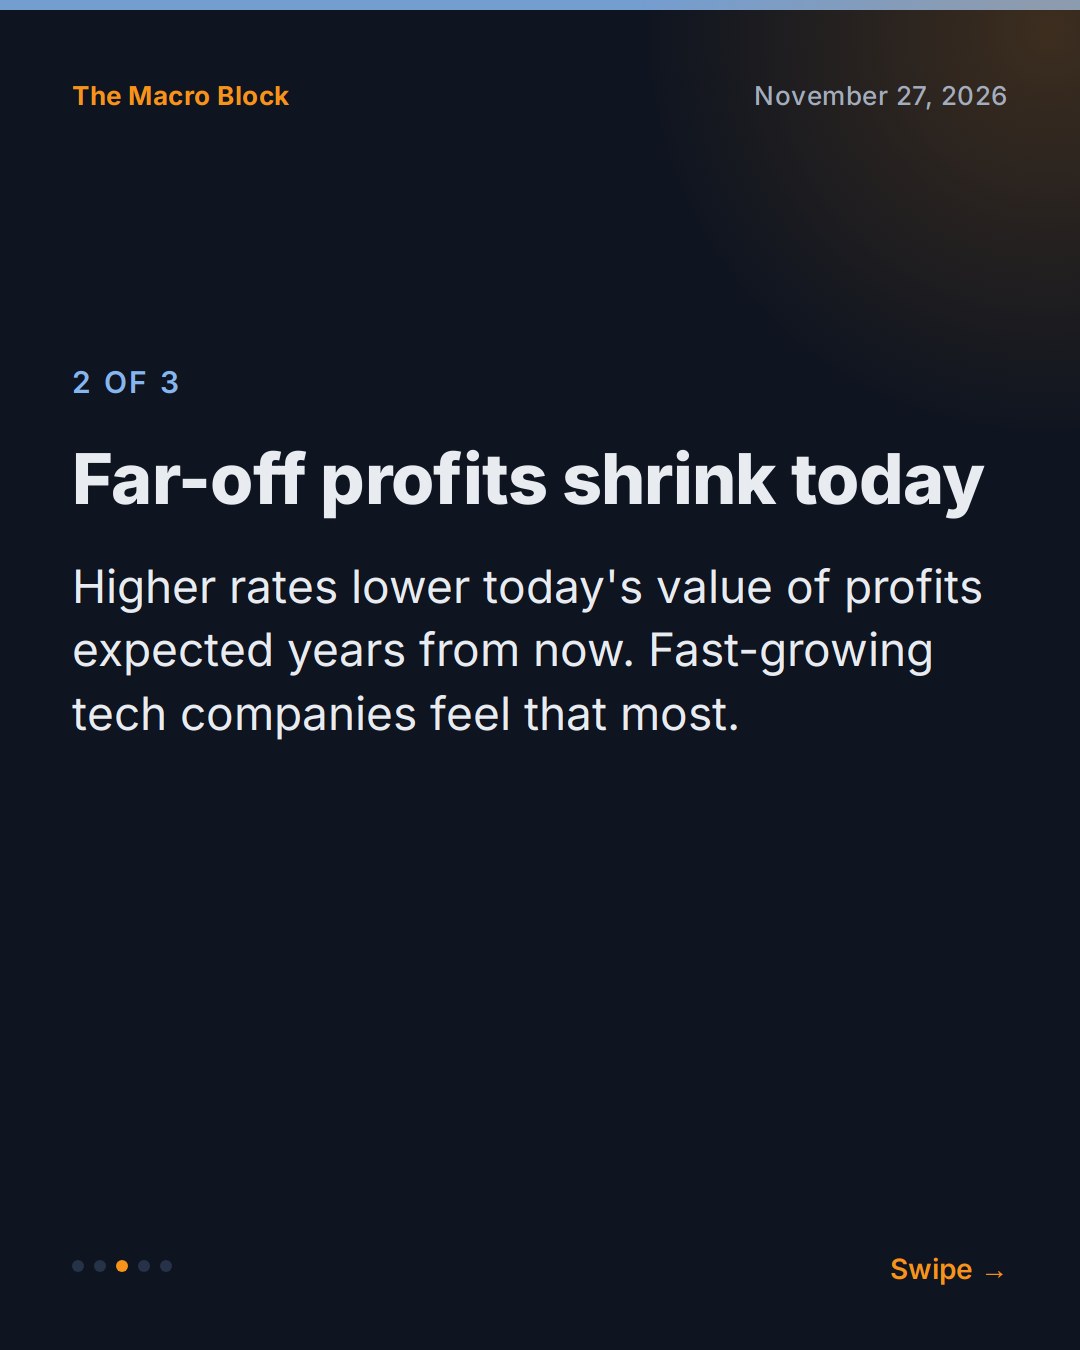 The Macro Block
November 27, 2026
2 OF 3
Far-off profits shrink today
Higher rates lower today's value of profits
expected years from now. Fast-growing
tech companies feel that most.
Swipe →